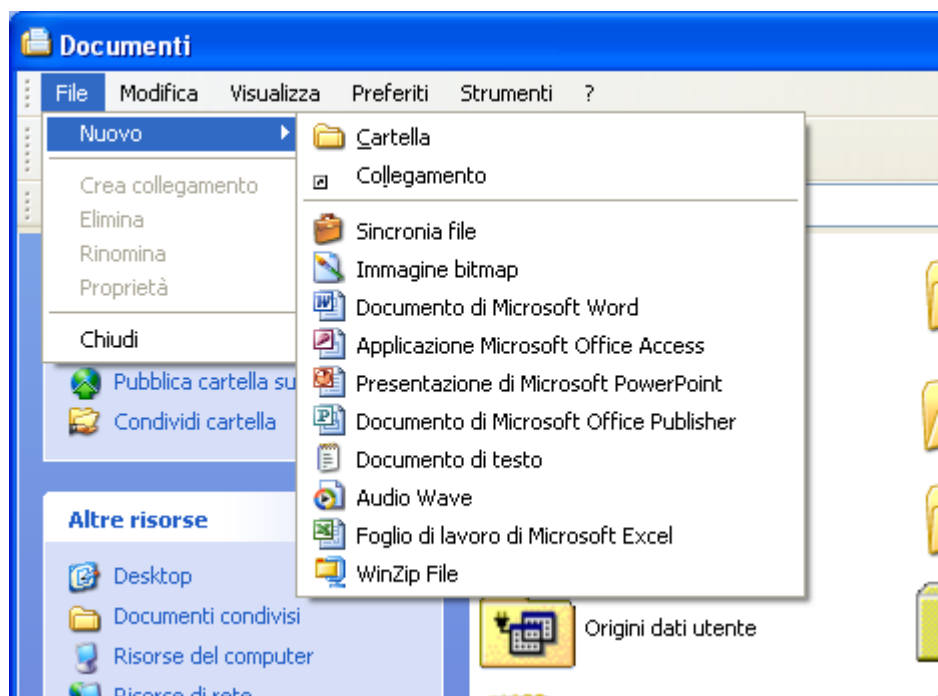 Documenti
File Modifica Visualizza Preferiti Strumenti ?
Nuovo
Crea collegamento
Elimina
Rinomina
Proprietà
Chiudi
Cartella
Collegamento
Sincronia file
Immagine bitmap
Documento di Microsoft Word
Applicazione Microsoft Office Access
Presentazione di Microsoft PowerPoint
Documento di Microsoft Office Publisher
Documento di testo
Audio Wave
Foglio di lavoro di Microsoft Excel
WinZip File
Pubblica cartella su
Condividi cartella
Altre risorse
Desktop
Documenti condivisi
Risorse del computer
Risorse di rete
Origini dati utente